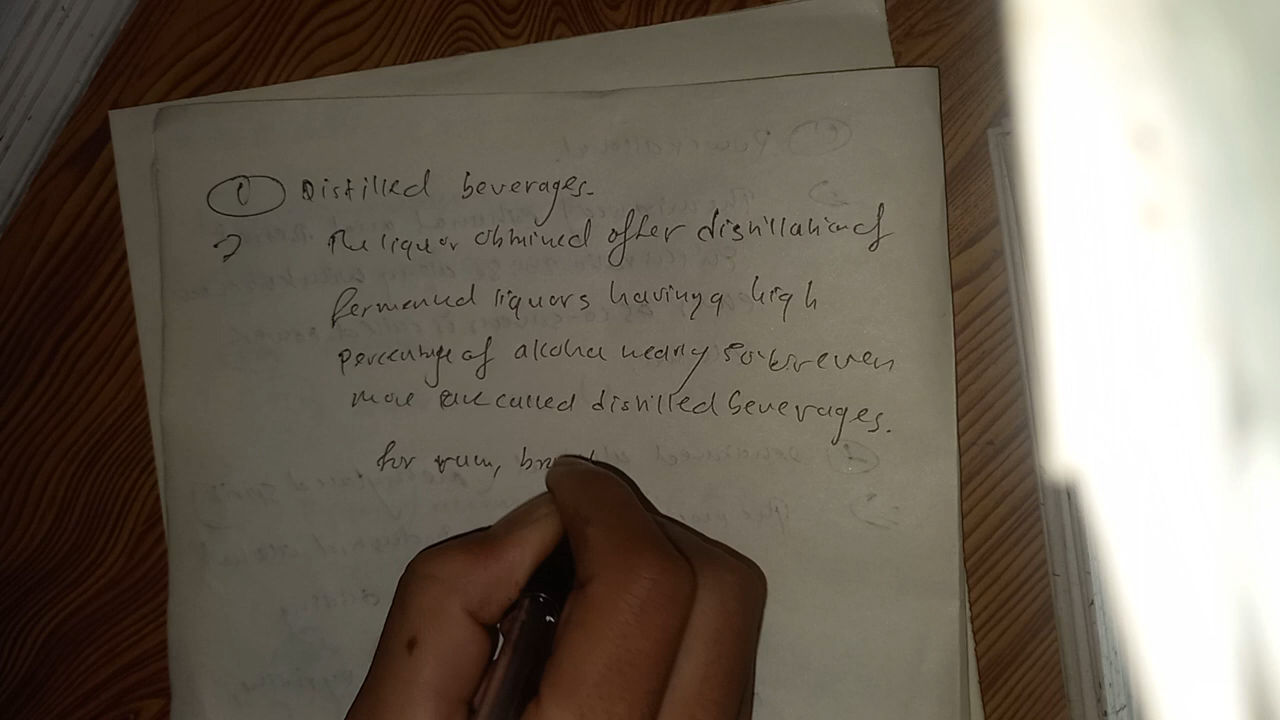 ① Distilled beverages.
The liquor obtained after distillation of
fermented liquors having a high
percentage of alcohol nearly 50% or even
more are called distilled beverages.
for rum,